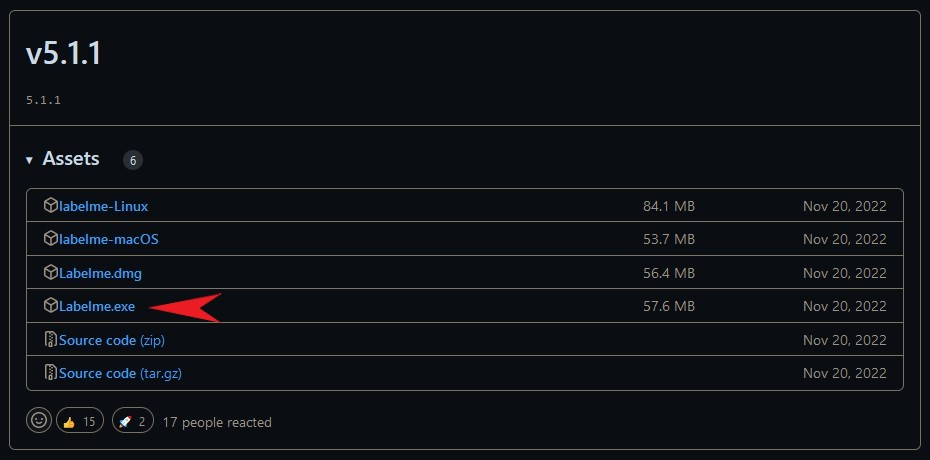 v5.1.1
5.1.1
Assets 6
labelme-Linux 84.1 MB Nov 20, 2022
labelme-macOS 53.7 MB Nov 20, 2022
Labelme.dmg 56.4 MB Nov 20, 2022
Labelme.exe 57.6 MB Nov 20, 2022
Source code (zip) Nov 20, 2022
Source code (tar.gz) Nov 20, 2022
15 2 17 people reacted